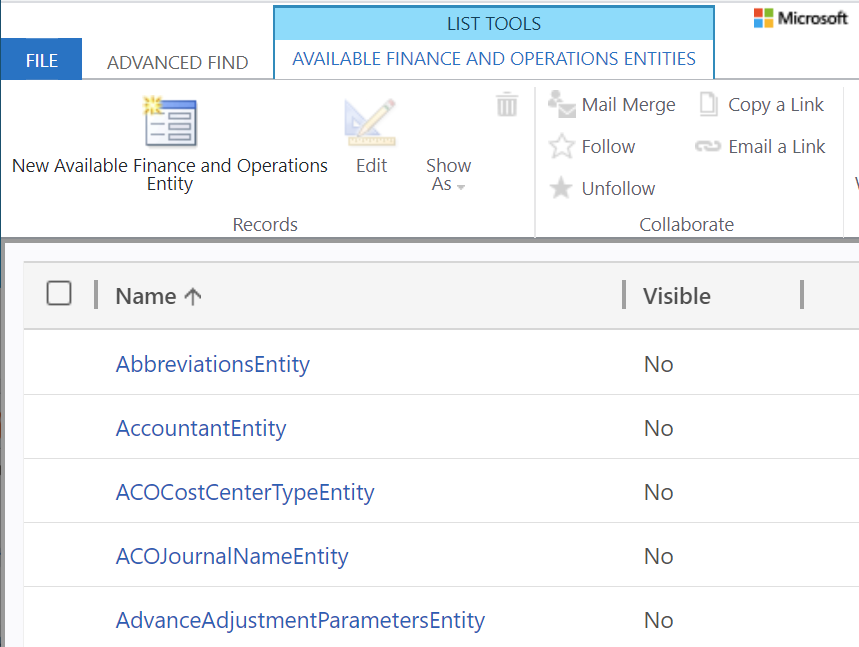 LIST TOOLS
Microsoft
FILE
ADVANCED FIND
AVAILABLE FINANCE AND OPERATIONS ENTITIES
New Available Finance and Operations
Entity
Edit
Show
As
Records
Mail Merge
Copy a Link
Follow
Email a Link
Unfollow
Collaborate
Name
Visible
AbbreviationsEntity
No
AccountantEntity
No
ACOCostCenterTypeEntity
No
ACOJournalNameEntity
No
AdvanceAdjustmentParametersEntity
No